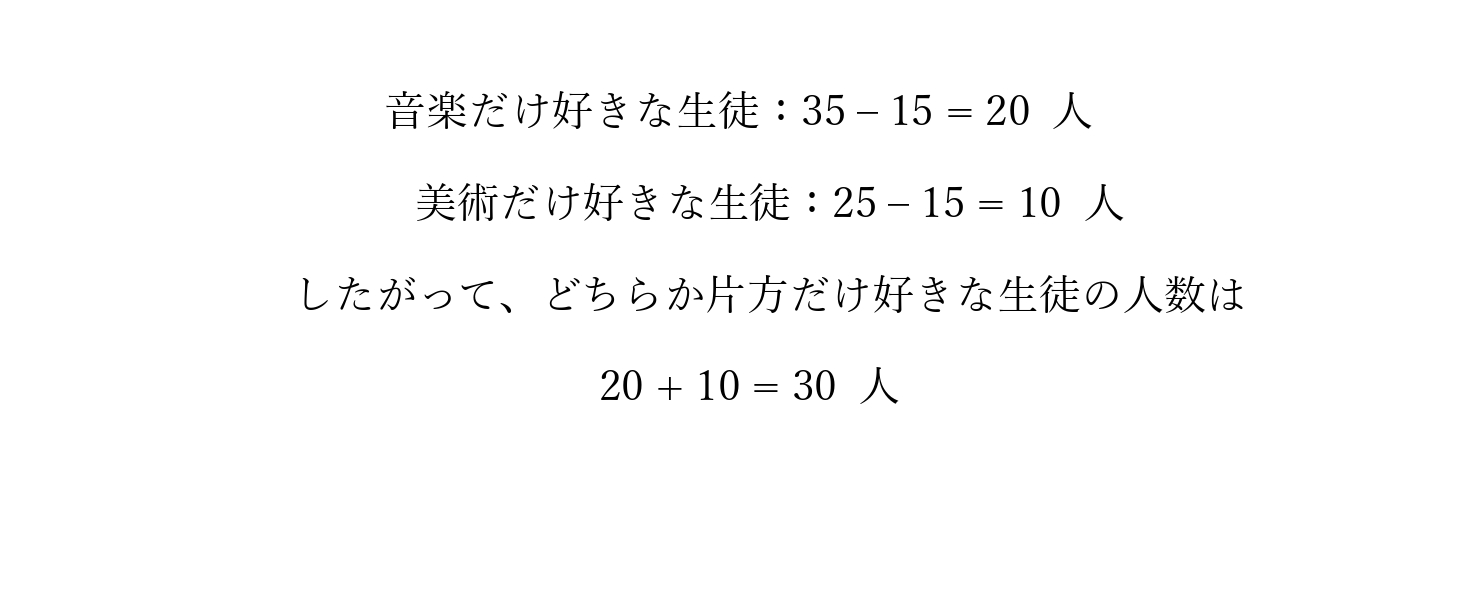 音楽だけ好きな生徒：35 – 15 = 20 人
美術だけ好きな生徒：25 – 15 = 10 人
したがって、どちらか片方だけ好きな生徒の人数は
20 + 10 = 30 人